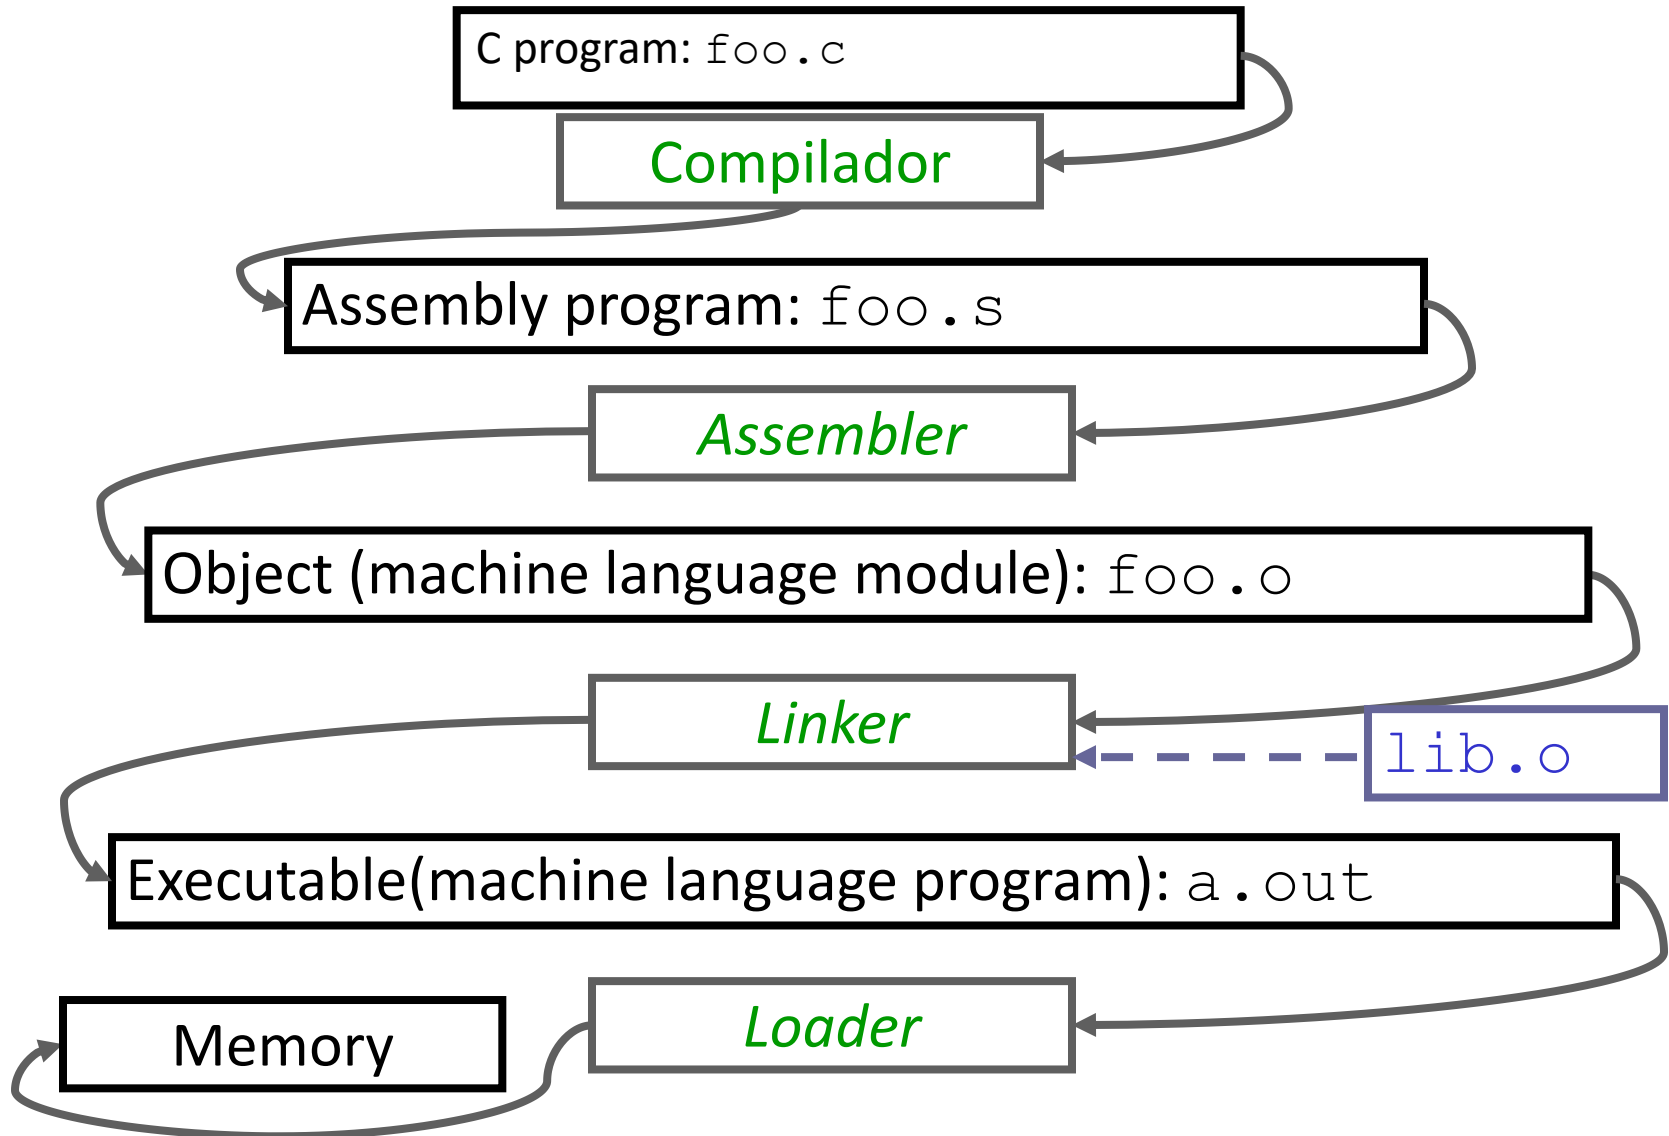 C program: foo.c
Compilador
Assembly program: foo.s
Assembler
Object (machine language module): foo.o
Linker
lib.o
Executable(machine language program): a.out
Loader
Memory